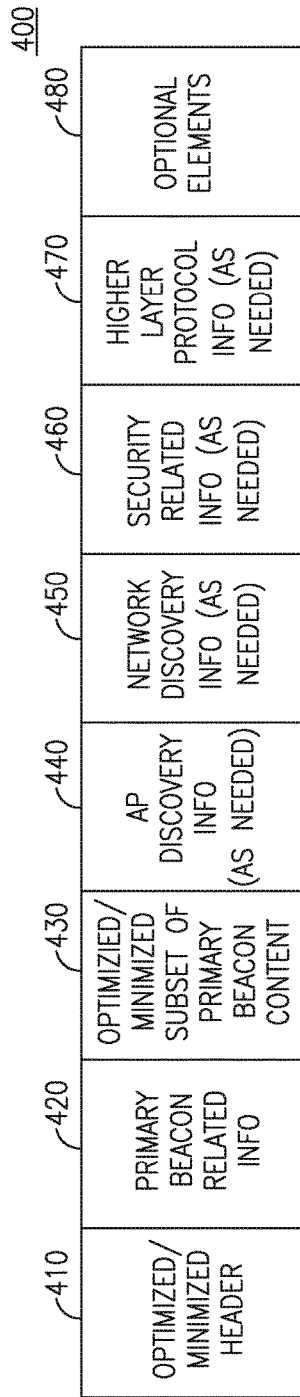 400
410
420
430
440
450
460
470
480
OPTIMIZED/
MINIMIZED
HEADER
PRIMARY
BEACON
RELATED
INFO
OPTIMIZIED/
MINIMIZED
SUBSET OF
PRIMARY
BEACON
CONTENT
AP
DISCOVERY
INFO
(AS NEEDED)
NETWORK
DISCOVERY
INFO (AS
NEEDED)
SECURITY
RELATED
INFO (AS
NEEDED)
HIGHER
LAYER
PROTOCOL
INFO (AS
NEEDED)
OPTIONAL
ELEMENTS